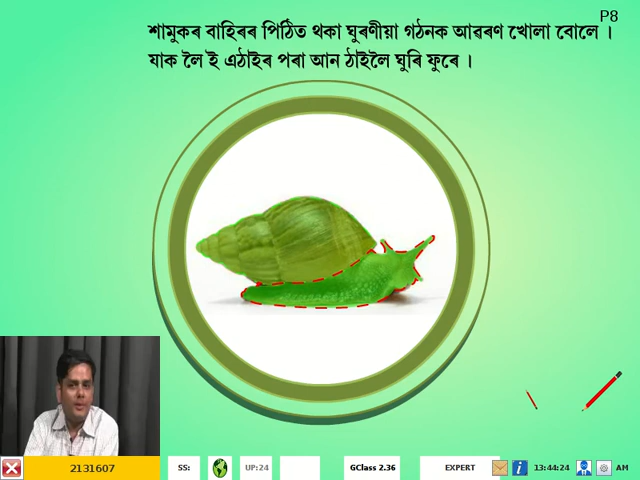 P8
শামুকৰ বাহিৰৰ পিঠিত থকা ঘুৰণীয়া গঠনক আৱৰণ খোলা বোলে ।
যাক লৈ ই এঠাইৰ পৰা আন ঠাইলৈ ঘুৰি ফুৰে ।
2131607 SS: UP:24 GClass 2.36 EXPERT 13:44:24 AM